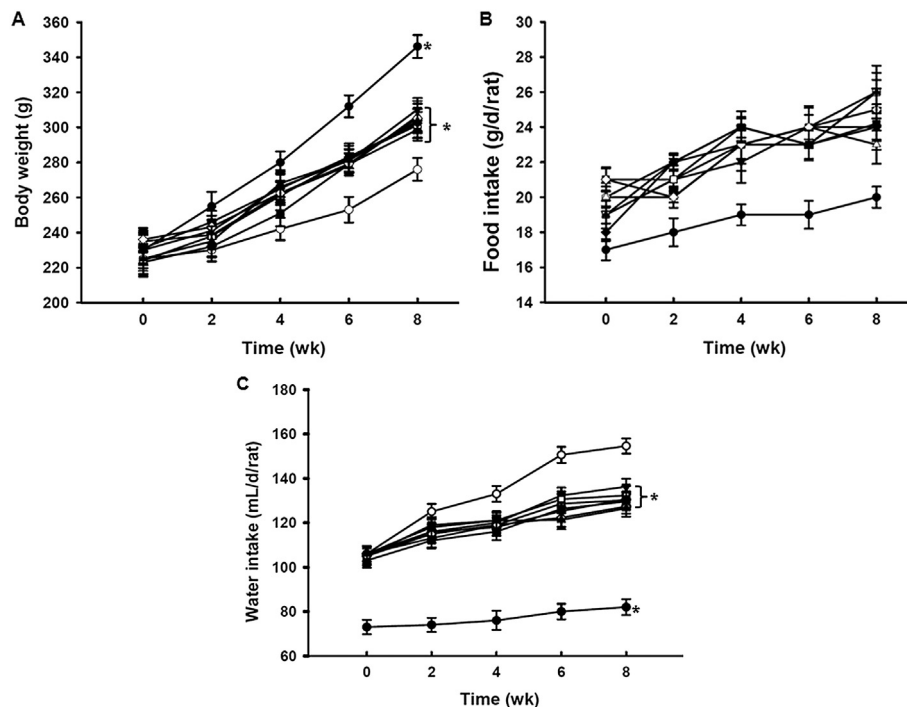 A
360
340
320
300
280
260
240
220
200
Body weight (g)
*
*
0 2 4 6 8
Time (wk)
B
30
28
26
24
22
20
18
16
14
Food intake (g/d/rat)
0 2 4 6 8
Time (wk)
C
180
160
140
120
100
80
60
Water intake (mL/d/rat)
*
*
0 2 4 6 8
Time (wk)